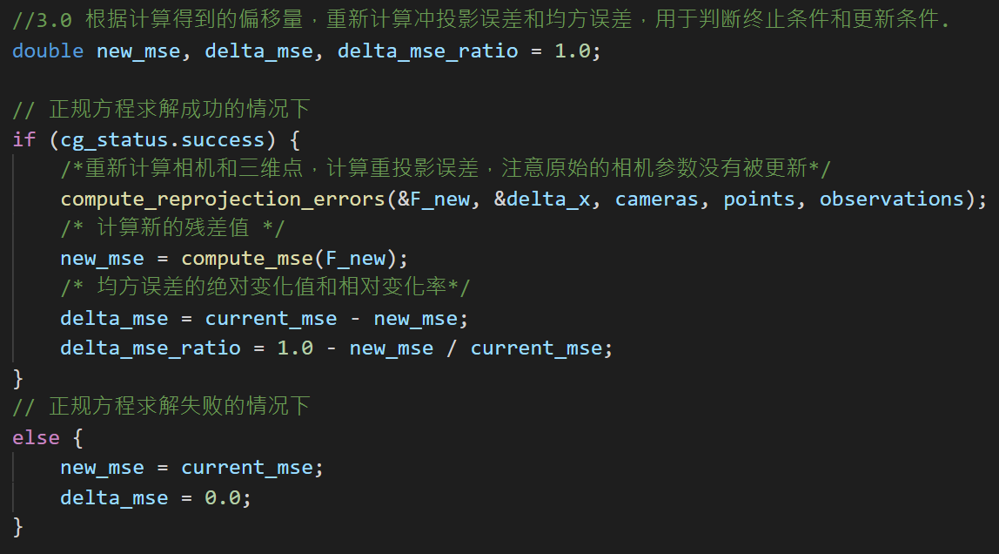 //3.0 根据计算得到的偏移量，重新计算冲投影误差和均方误差，用于判断终止条件和更新条件.
double new_mse, delta_mse, delta_mse_ratio = 1.0;
// 正规方程求解成功的情况下
if (cg_status.success) {
/*重新计算相机和三维点，计算重投影误差，注意原始的相机参数没有被更新*/
compute_reprojection_errors(&F_new, &delta_x, cameras, points, observations);
/* 计算新的残差值 */
new_mse = compute_mse(F_new);
/* 均方误差的绝对变化值和相对变化率*/
delta_mse = current_mse - new_mse;
delta_mse_ratio = 1.0 - new_mse / current_mse;
}
// 正规方程求解失败的情况下
else {
new_mse = current_mse;
delta_mse = 0.0;
}